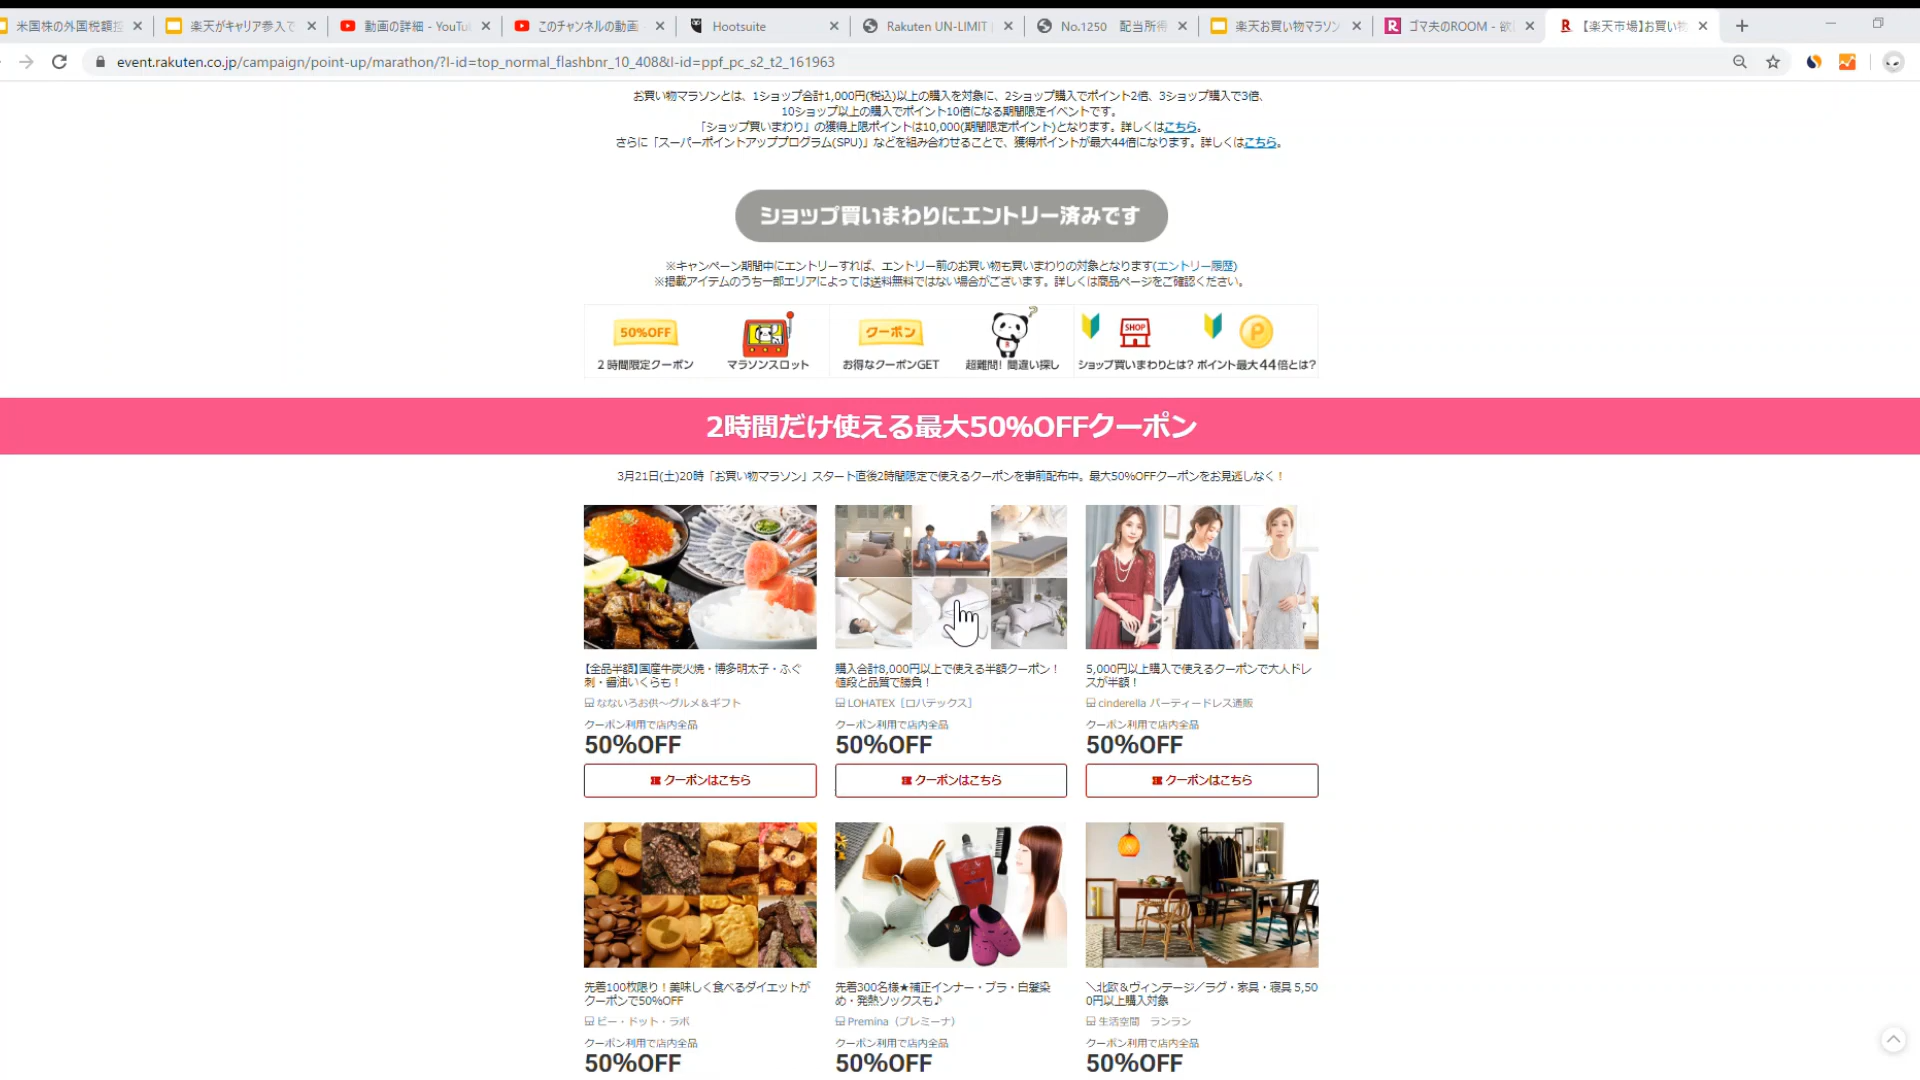 米国株の外国税額控
楽天がキャリア参入で
動画の詳細 - YouTu
このチャンネルの動画
Hootsuite
Rakuten UN-LIMIT |
No.1250 配当所得
楽天お買い物マラソン
ゴマ夫のROOM - 欲し
【楽天市場】お買い物
event.rakuten.co.jp/campaign/point-up/marathon/?l-id=top_normal_flashbnr_10_408&l-id=ppf_pc_s2_t2_161963
お買い物マラソンとは、1ショップ合計1,000円(税込)以上の購入を対象に、2ショップ購入でポイント2倍、3ショップ購入で3倍、
10ショップ以上の購入でポイント10倍になる期間限定イベントです。
「ショップ買いまわり」の獲得上限ポイントは10,000(期間限定ポイント)となります。詳しくはこちら。
さらに「スーパーポイントアッププログラム(SPU)」などを組み合わせることで、獲得ポイントが最大44倍になります。詳しくはこちら。
ショップ買いまわりにエントリー済みです
※キャンペーン期間中にエントリーすれば、エントリー前のお買い物も買いまわりの対象となります(エントリー履歴)
※掲載アイテムのうち一部エリアによっては送料無料ではない場合がございます。詳しくは商品ページをご確認ください。
50%OFF
クーポン
SHOP
P
2時間限定クーポン
マラソンスロット
お得なクーポンGET
超難問！間違い探し
ショップ買いまわりとは？
ポイント最大44倍とは？
2時間だけ使える最大50%OFFクーポン
3月21日(土)20時「お買い物マラソン」スタート直後2時間限定で使えるクーポンを事前配布中。最大50%OFFクーポンをお見逃しなく！
【全品半額】国産牛炭火焼・博多明太子・ふぐ
刺・醤油いくらも！
なないろお供〜グルメ＆ギフト
クーポン利用で店内全品
50%OFF
クーポンはこちら
購入合計8,000円以上で使える半額クーポン！
値段と品質で勝負！
LOHATEX［ロハテックス］
クーポン利用で店内全品
50%OFF
クーポンはこちら
5,000円以上購入で使えるクーポンで大人ドレ
スが半額！
cinderella パーティードレス通販
クーポン利用で店内全品
50%OFF
クーポンはこちら
先着100枚限り！美味しく食べるダイエットが
クーポンで50%OFF
ビー・ドット・ラボ
クーポン利用で店内全品
50%OFF
先着300名様★補正インナー・ブラ・白髪染
め・発熱ソックスも♪
Premina（プレミーナ）
クーポン利用で店内全品
50%OFF
＼北欧＆ヴィンテージ／ラグ・家具・寝具 5,50
0円以上購入対象
生活空間 ランラン
クーポン利用で店内全品
50%OFF